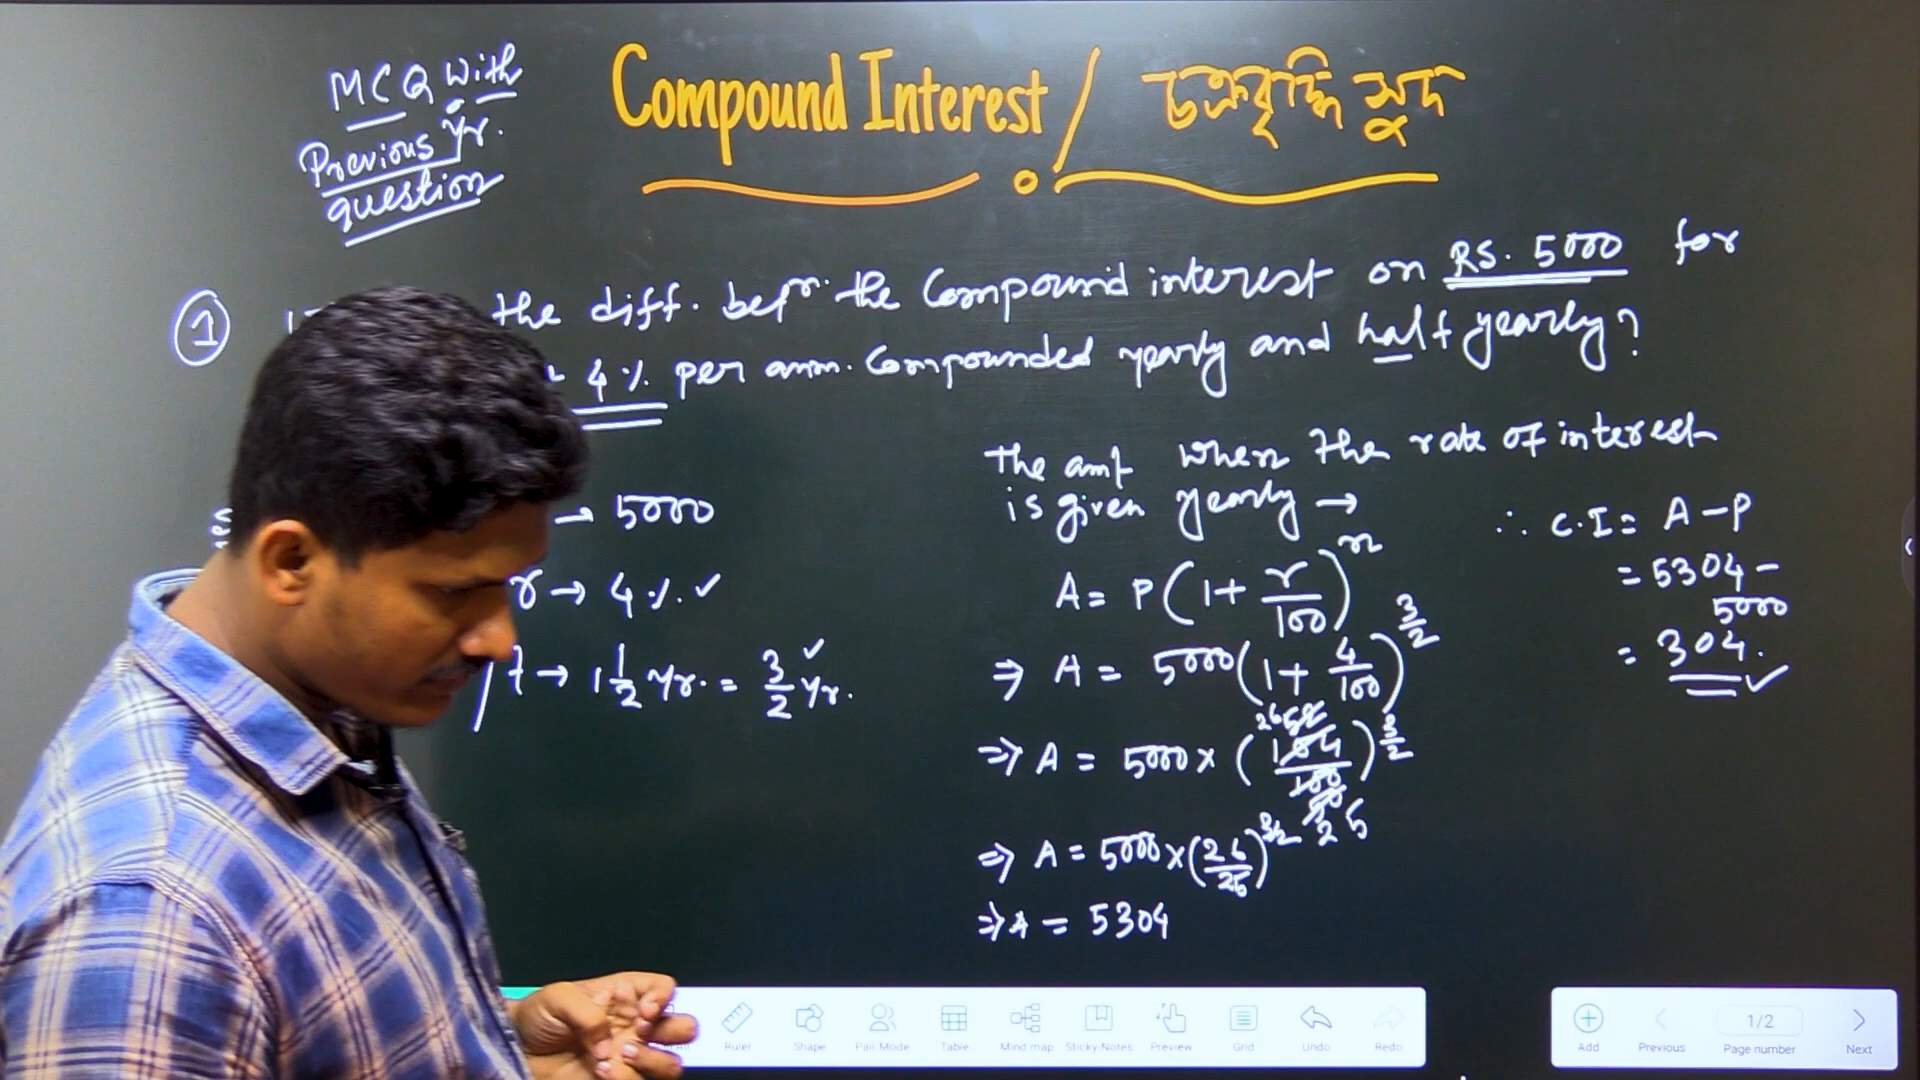 MCQ with
Previous Yr.
question
Compound Interest / চক্রবৃদ্ধি সুদ
1 the diff. betn. the Compound interest on RS. 5000 for
4% per ann. Compounded yearly and half yearly?
→ 5000
r → 4%. ✓
t → 1 1/2 yr. = 3/2 yr. ✓
the amt when the rate of interest
is given yearly →
A = P(1 + r/100)^n
⇒ A = 5000(1 + 4/100)^3/2
⇒ A = 5000 × (104/100)^3/2
26 52
50
25
⇒ A = 5000 × (26/25)^3/2
⇒ A = 5304
∴ C.I = A - P
= 5304 -
5000
= 304. ✓
Ruler Shape Pair Mode Table Mind map Sticky Notes Preview Grid Undo Redo
Add Previous 1/2 Page number Next